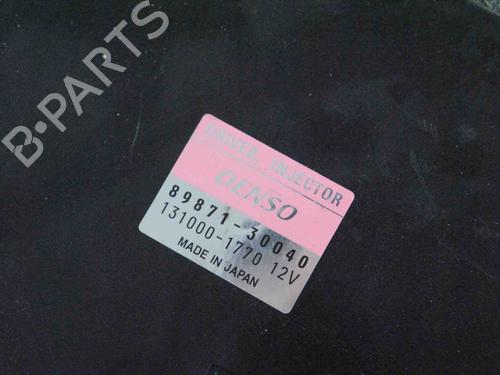 B-PARTS
DRIVER, INJECTOR
DENSO
89871-30040
131000-1770 12V
MADE IN JAPAN